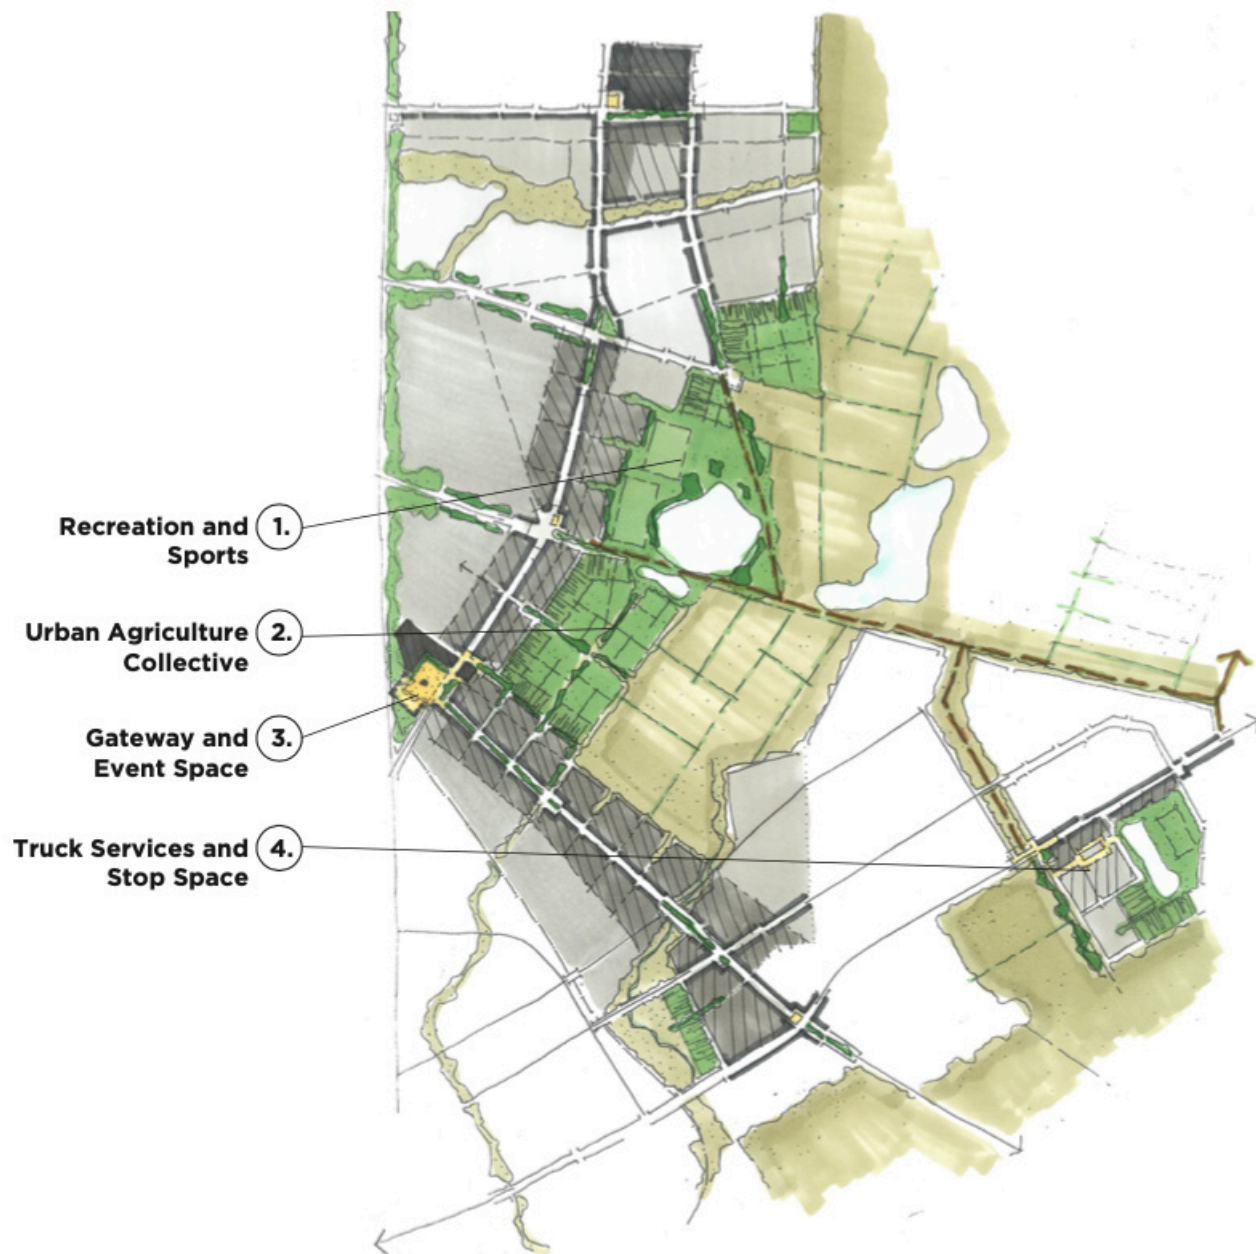 Recreation and 1.
Sports
Urban Agriculture 2.
Collective
Gateway and 3.
Event Space
Truck Services and 4.
Stop Space